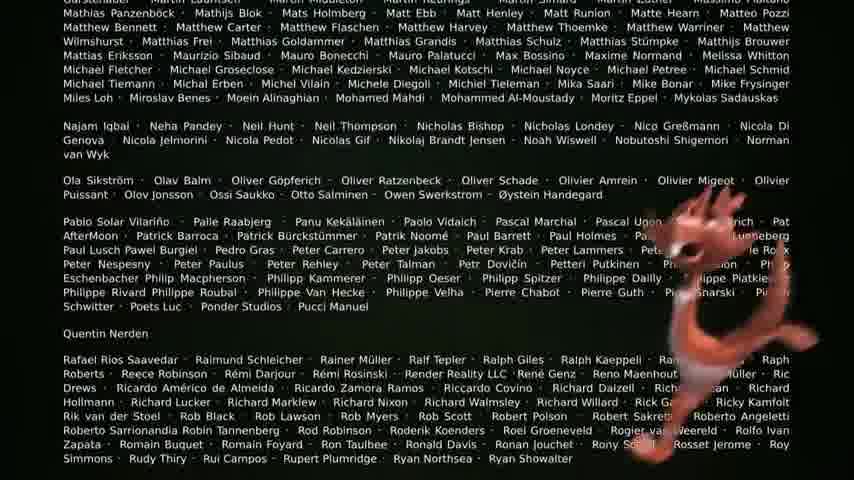 Mathias Panzenböck · Mathijs Blok · Mats Holmberg · Matt Ebb · Matt Henley · Matt Runion · Matte Hearn · Matteo Pozzi
Matthew Bennett · Matthew Carter · Matthew Flaschen · Matthew Harvey · Matthew Thoemke · Matthew Warriner · Matthew
Wilmshurst · Matthias Frei · Matthias Goldammer · Matthias Grandis · Matthias Schulz · Matthias Stümpke · Matthijs Brouwer
Mattias Eriksson · Maurizio Sibaud · Mauro Bonecchi · Mauro Palatucci · Max Bossino · Maxime Normand · Melissa Whitton
Michael Fletcher · Michael Groseclose · Michael Kedzierski · Michael Kotschi · Michael Noyce · Michael Petree · Michael Schmid
Michael Tiemann · Michal Erben · Michel Vilain · Michele Diegoli · Michiel Tieleman · Mika Saari · Mike Bonar · Mike Frysinger
Miles Loh · Miroslav Benes · Moein Alinaghian · Mohamed Mahdi · Mohammed Al-Moustady · Moritz Eppel · Mykolas Sadauskas
Najam Iqbal · Neha Pandey · Neil Hunt · Neil Thompson · Nicholas Bishop · Nicholas Londey · Nico Greßmann · Nicola Di
Genova · Nicola Jelmorini · Nicola Pedot · Nicolas Gif · Nikolaj Brandt Jensen · Noah Wiswell · Nobutoshi Shigemori · Norman
van Wyk
Ola Sikström · Olav Balm · Oliver Göpferich · Oliver Ratzenbeck · Oliver Schade · Olivier Amrein · Olivier Migeot · Olivier
Puissant · Olov Jonsson · Ossi Saukko · Otto Salminen · Owen Swerkstrom · Øystein Handegard
Pablo Solar Vilariño · Palle Raabjerg · Panu Kekäläinen · Paolo Vidaich · Pascal Marchal · Pascal · Pat
AfterMoon · Patrick Barroca · Patrick Bürckstümmer · Patrik Noomé · Paul Barrett · Paul Holmes
Paul Lusch Pawel Burgiel · Pedro Gras · Peter Carrero · Peter Jakobs · Peter Krab · Peter Lammers
Peter Nespesny · Peter Paulus · Peter Rehley · Peter Talman · Petr Dovičín · Petteri Putkinen
Eschenbacher Philip Macpherson · Philipp Kammerer · Philipp Oeser · Philipp Spitzer · Philippe Dailly
Philippe Rivard Philippe Roubal · Philippe Van Hecke · Philippe Velha · Pierre Chabot · Pierre Guth
Schwitter · Poets Luc · Ponder Studios · Pucci Manuel
Quentin Nerden
Rafael Rios Saavedar · Raimund Schleicher · Rainer Müller · Ralf Tepler · Ralph Giles · Ralph Kaeppeli · Raph
Roberts · Reece Robinson · Rémi Darjour · Rémi Rosinski · Render Reality LLC · René Genz · Reno Maenhout · Müller · Ric
Drews · Ricardo Américo de Almeida · Ricardo Zamora Ramos · Riccardo Covino · Richard Dalzell · Richard
Hollmann · Richard Lucker · Richard Marklew · Richard Nixon · Richard Walmsley · Richard Willard · Rick · Ricky Kamfolt
Rik van der Stoel · Rob Black · Rob Lawson · Rob Myers · Rob Scott · Robert Polson · Robert · Roberto Angeletti
Roberto Sarrionandia Robin Tannenberg · Rod Robinson · Roderik Koenders · Roel Groeneveld · Rogier van Weereld · Rolfo Ivan
Zapata · Romain Buquet · Romain Foyard · Ron Taulbee · Ronald Davis · Ronan Jouchet · Rony · Rosset Jerome · Roy
Simmons · Rudy Thiry · Rui Campos · Rupert Plumridge · Ryan Northsea · Ryan Showalter